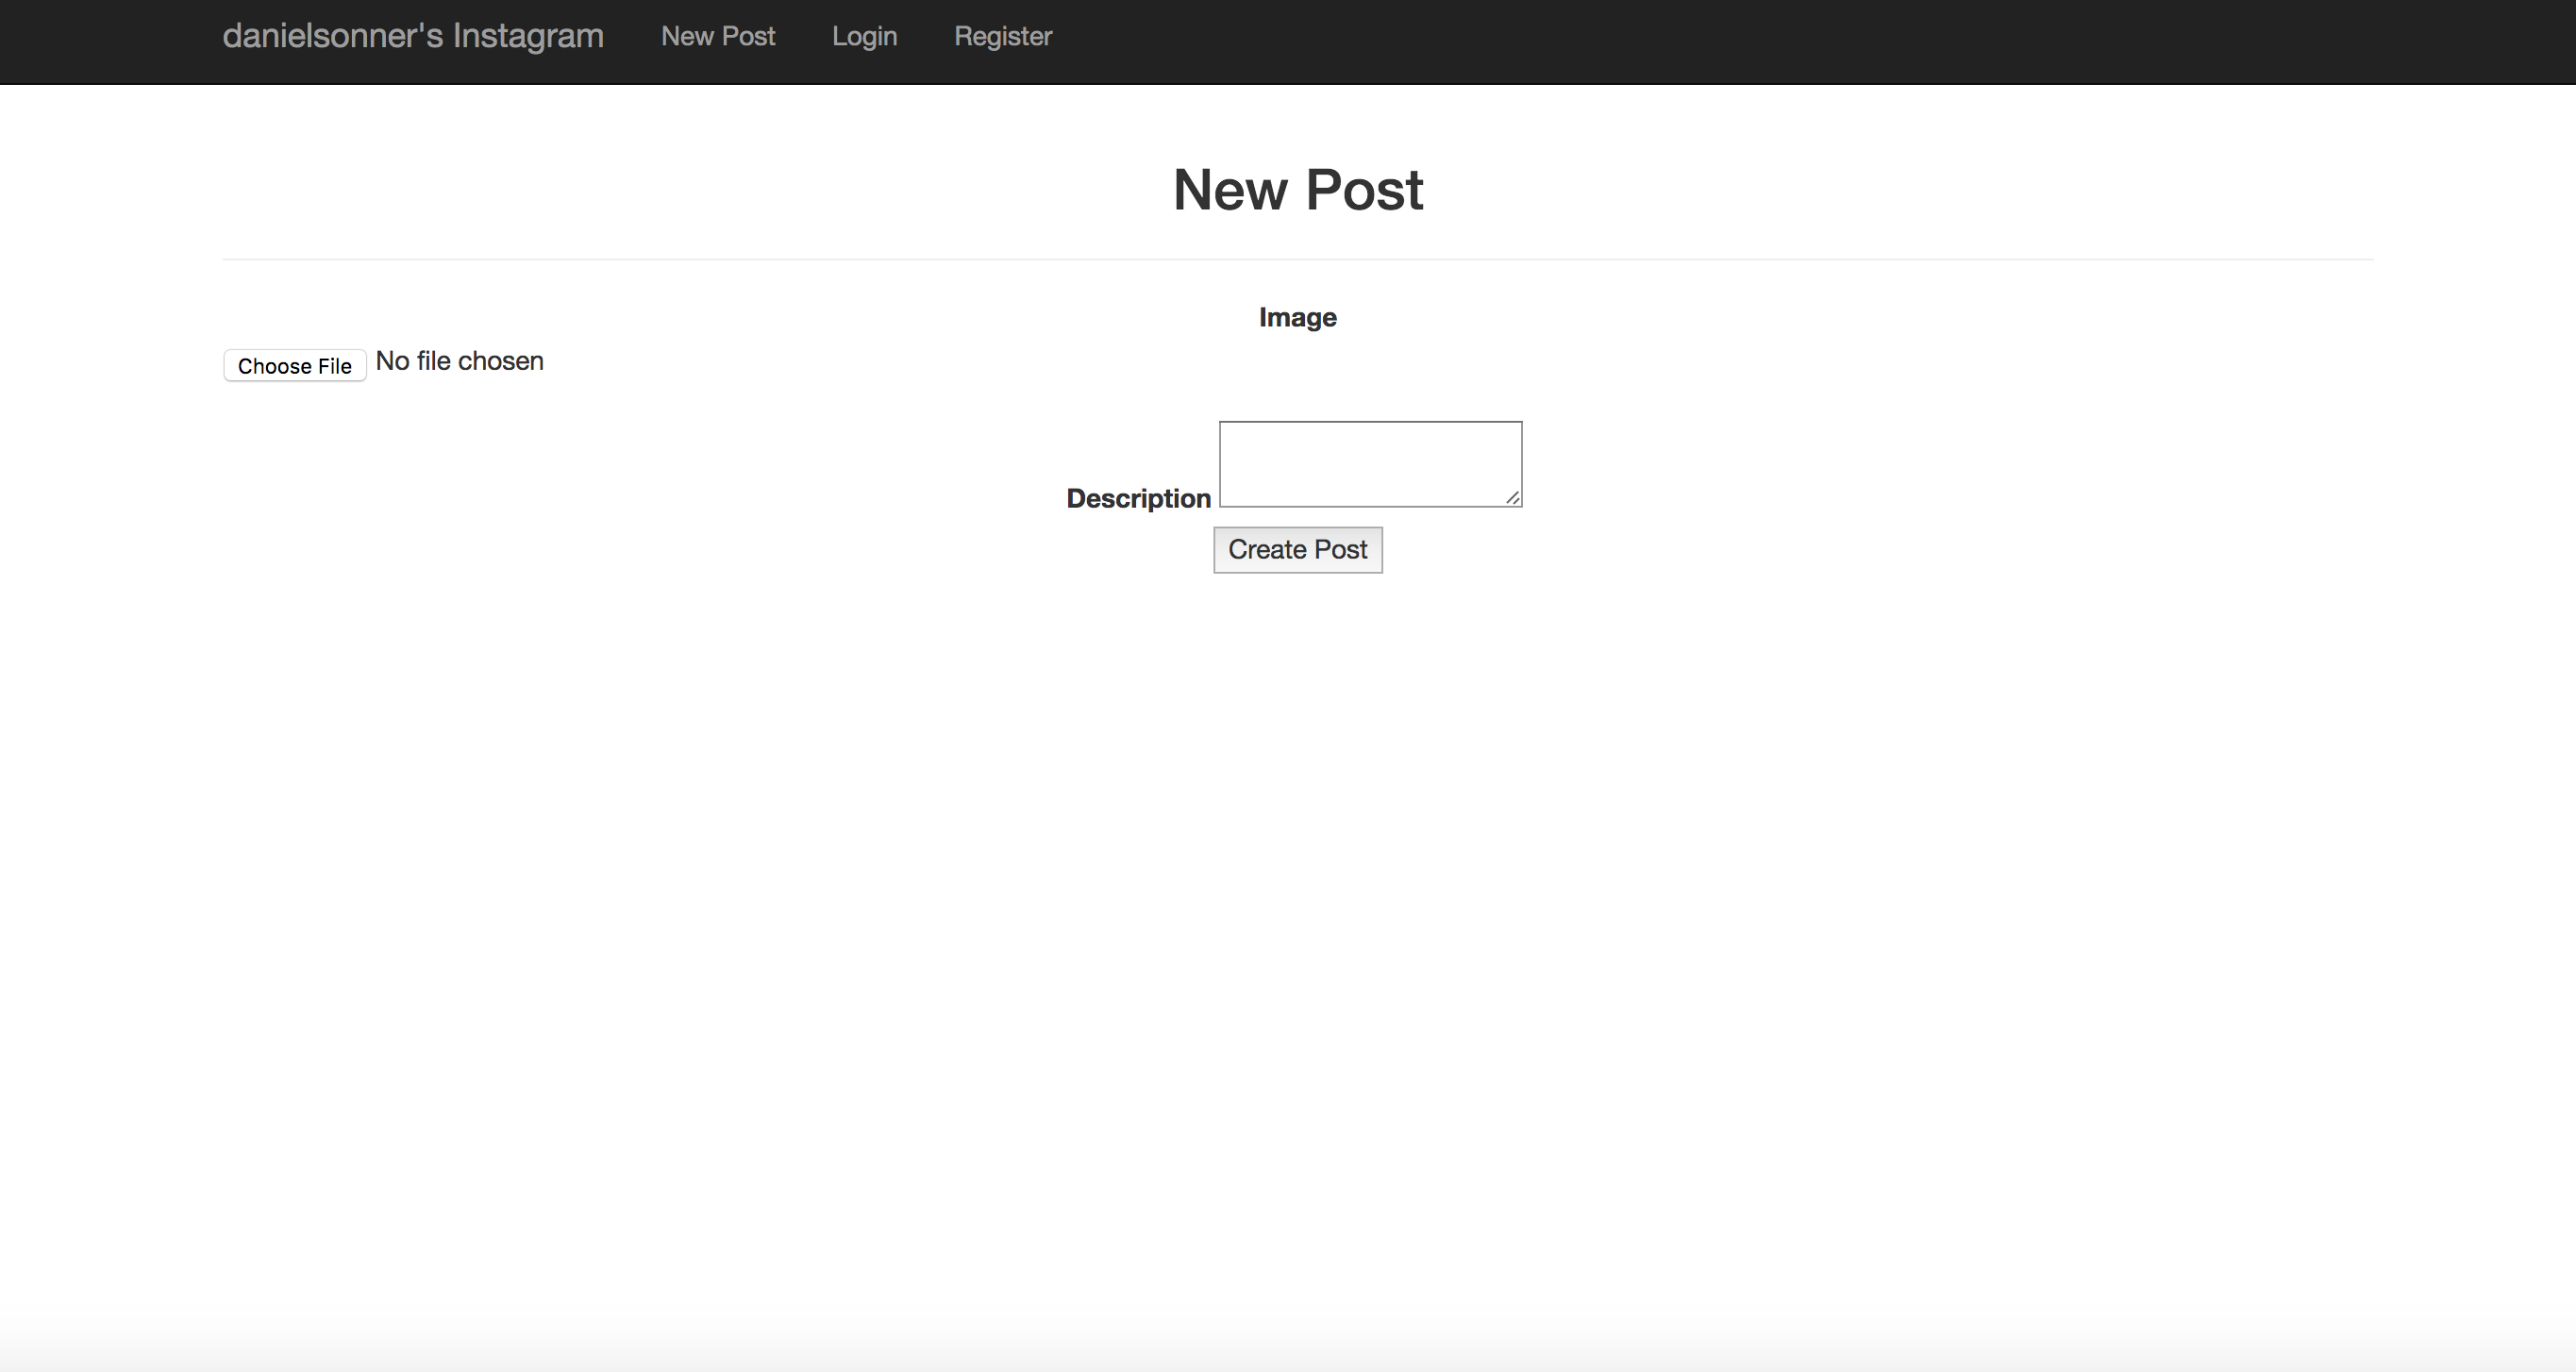 danielsonner's Instagram New Post Login Register
New Post
Image
Choose File No file chosen
Description
Create Post